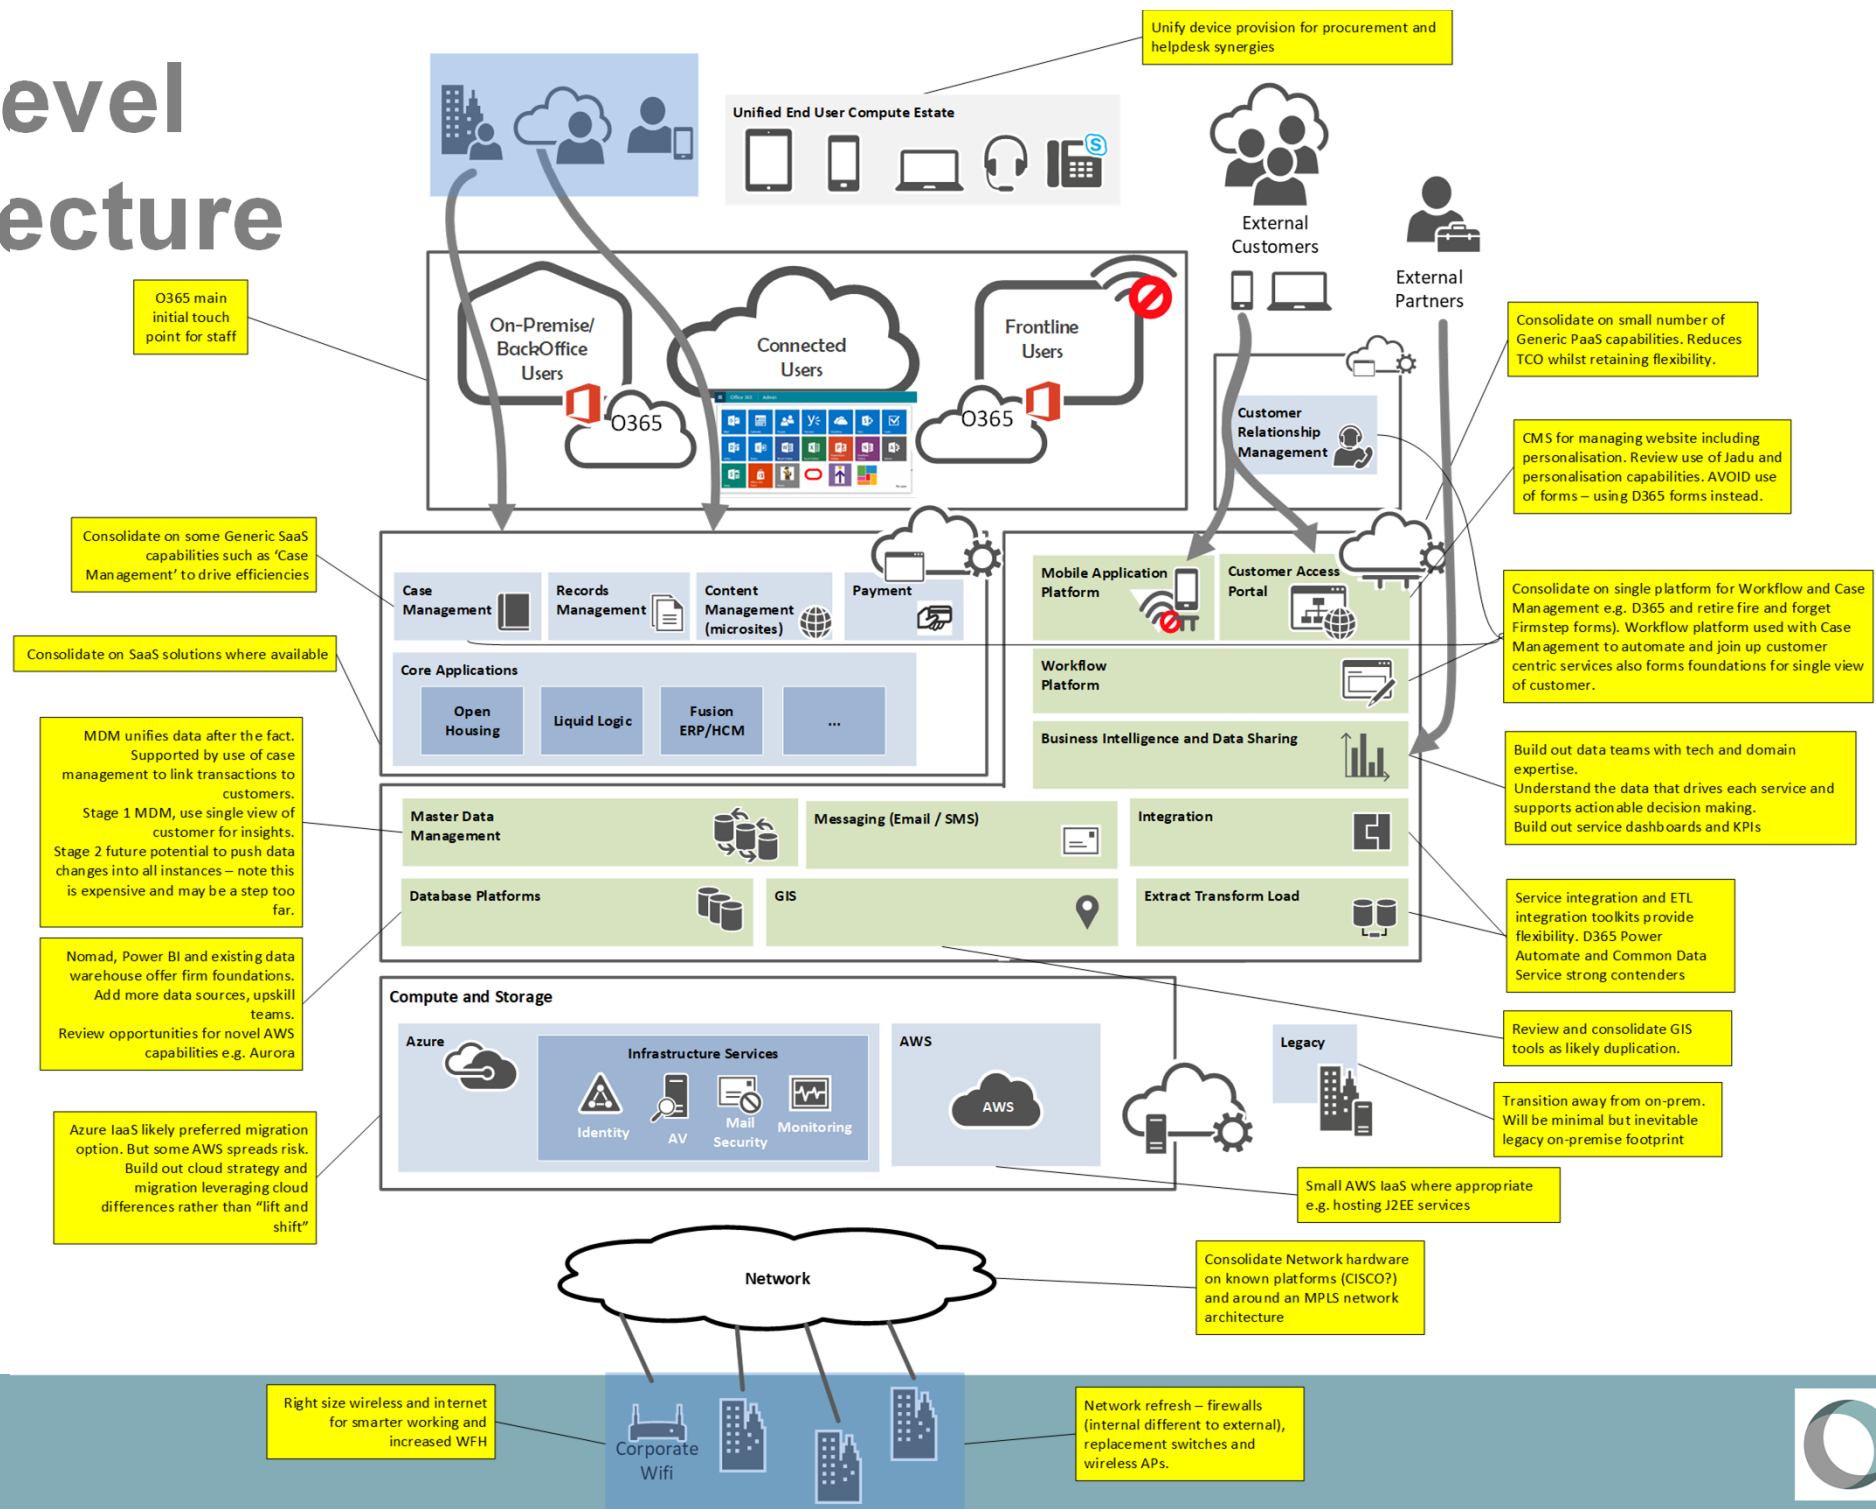 evel
ecture
Unify device provision for procurement and
helpdesk synergies
Unified End User Compute Estate
External
Customers
External
Partners
O365 main
initial touch
point for staff
On-Premise/
BackOffice
Users
O365
Connected
Users
Office 365
Admin
Frontline
Users
O365
Customer
Relationship
Management
Consolidate on small number of
Generic PaaS capabilities. Reduces
TCO whilst retaining flexibility.
CMS for managing website including
personalisation. Review use of Jadu and
personalisation capabilities. AVOID use
of forms – using D365 forms instead.
Consolidate on some Generic SaaS
capabilities such as ‘Case
Management’ to drive efficiencies
Case
Management
Records
Management
Content
Management
(microsites)
Payment
Mobile Application
Platform
Customer Access
Portal
Consolidate on single platform for Workflow and Case
Management e.g. D365 and retire fire and forget
Firmstep forms). Workflow platform used with Case
Management to automate and join up customer
centric services also forms foundations for single view
of customer.
Consolidate on SaaS solutions where available
Core Applications
Open
Housing
Liquid Logic
Fusion
ERP/HCM
...
Workflow
Platform
Business Intelligence and Data Sharing
MDM unifies data after the fact.
Supported by use of case
management to link transactions to
customers.
Stage 1 MDM, use single view of
customer for insights.
Stage 2 future potential to push data
changes into all instances – note this
is expensive and may be a step too
far.
Build out data teams with tech and domain
expertise.
Understand the data that drives each service and
supports actionable decision making.
Build out service dashboards and KPIs
Master Data
Management
Messaging (Email / SMS)
Integration
Database Platforms
GIS
Extract Transform Load
Service integration and ETL
integration toolkits provide
flexibility. D365 Power
Automate and Common Data
Service strong contenders
Nomad, Power BI and existing data
warehouse offer firm foundations.
Add more data sources, upskill
teams.
Review opportunities for novel AWS
capabilities e.g. Aurora
Compute and Storage
Azure
Infrastructure Services
Identity
AV
Mail
Security
Monitoring
AWS
AWS
Legacy
Review and consolidate GIS
tools as likely duplication.
Transition away from on-prem.
Will be minimal but inevitable
legacy on-premise footprint
Azure IaaS likely preferred migration
option. But some AWS spreads risk.
Build out cloud strategy and
migration leveraging cloud
differences rather than “lift and
shift”
Small AWS IaaS where appropriate
e.g. hosting J2EE services
Network
Consolidate Network hardware
on known platforms (CISCO?)
and around an MPLS network
architecture
Right size wireless and internet
for smarter working and
increased WFH
Corporate
Wifi
Network refresh – firewalls
(internal different to external),
replacement switches and
wireless APs.